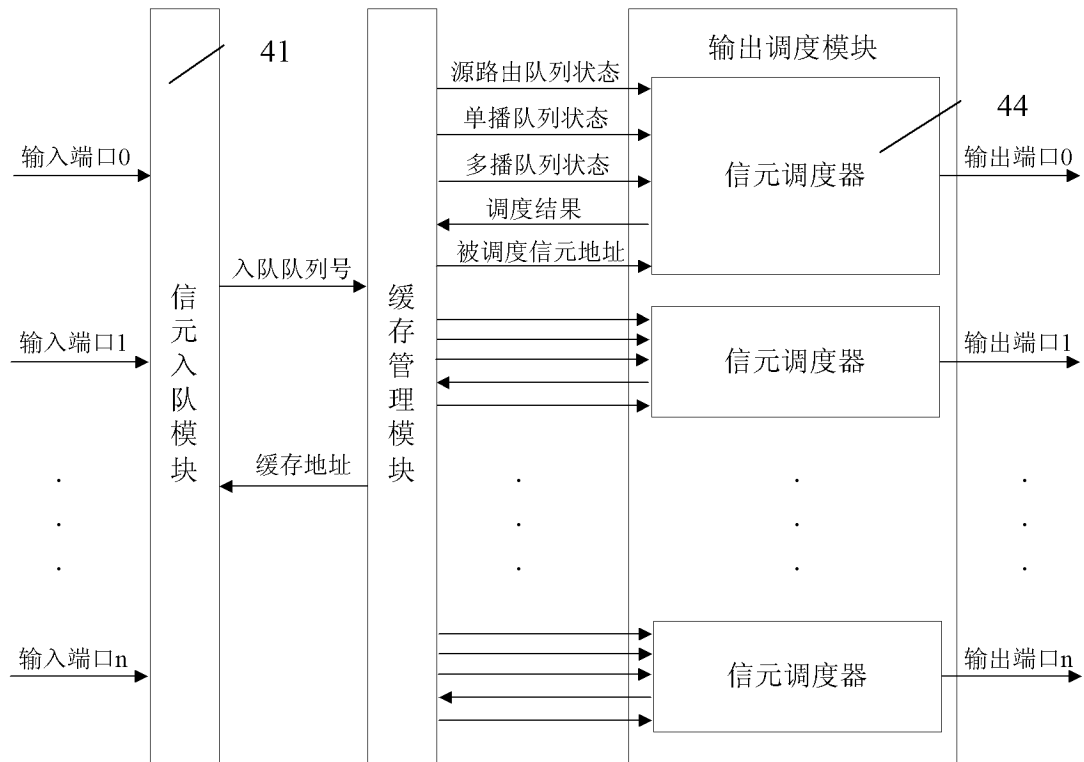 41
输出调度模块
源路由队列状态
44
单播队列状态
输入端口0
多播队列状态
信元调度器
输出端口0
调度结果
被调度信元地址
入队队列号
信元入队模块
缓存管理模块
输入端口1
信元调度器
输出端口1
缓存地址
输入端口n
信元调度器
输出端口n